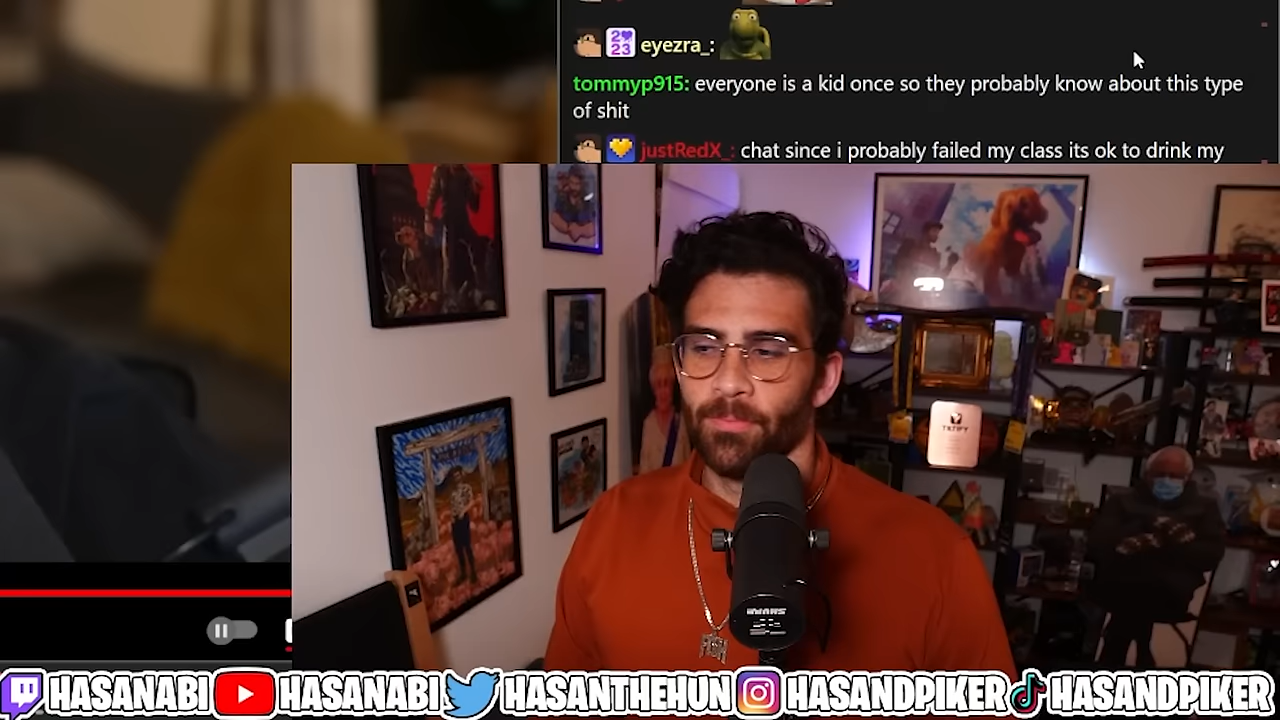 eyezra_:
tommyp915: everyone is a kid once so they probably know about this type
of shit
justRedX_: chat since i probably failed my class its ok to drink my
TILTIFY
HASANABI HASANABI HASANTHEHUN HASANDPIKER HASANDPIKER